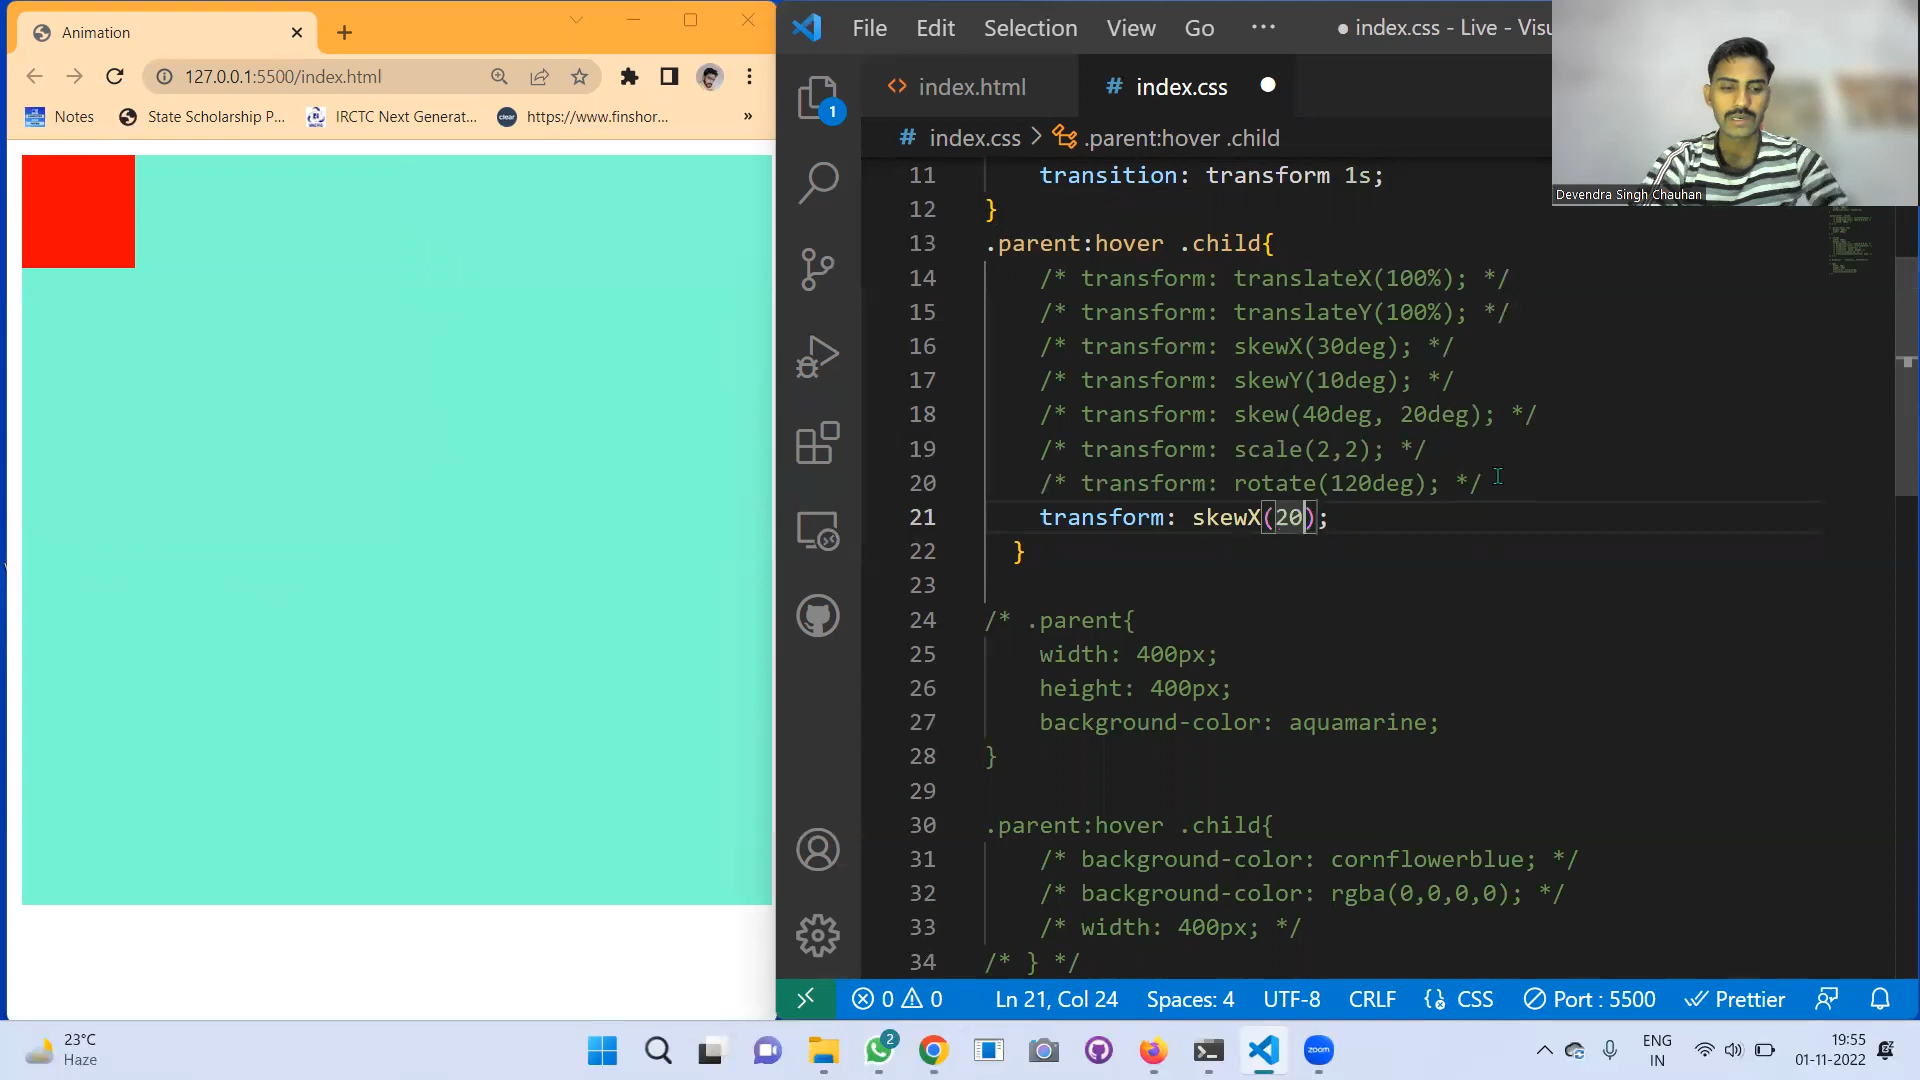 Animation
127.0.0.1:5500/index.html
Notes
State Scholarship P...
IRCTC Next Generat...
clear
https://www.finshor...
»
File
Edit
Selection
View
Go
···
● index.css - Live - Visu
Devendra Singh Chauhan
1
<> index.html
# index.css
# index.css > .parent:hover .child
11 transition: transform 1s;
12 }
13 .parent:hover .child{
14 /* transform: translateX(100%); */
15 /* transform: translateY(100%); */
16 /* transform: skewX(30deg); */
17 /* transform: skewY(10deg); */
18 /* transform: skew(40deg, 20deg); */
19 /* transform: scale(2,2); */
20 /* transform: rotate(120deg); */
21 transform: skewX(20);
22 }
23
24 /* .parent{
25 width: 400px;
26 height: 400px;
27 background-color: aquamarine;
28 }
29
30 .parent:hover .child{
31 /* background-color: cornflowerblue; */
32 /* background-color: rgba(0,0,0,0); */
33 /* width: 400px; */
34 /* } */
0 0
Ln 21, Col 24
Spaces: 4
UTF-8
CRLF
CSS
Port : 5500
Prettier
23°C
Haze
2
zoom
ENG
IN
19:55
01-11-2022